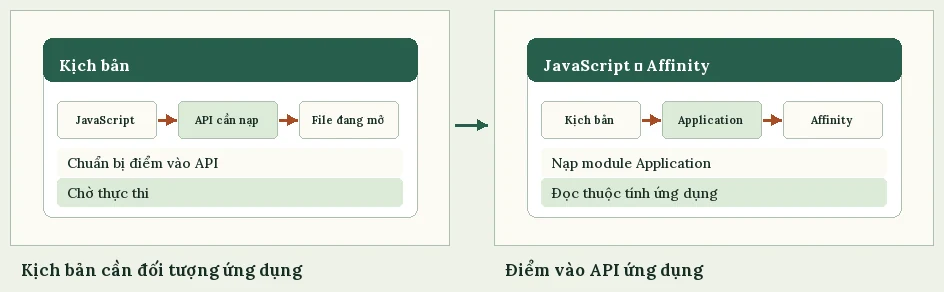 Kịch bản
JavaScript API cần nạp File đang mở
Chuẩn bị điểm vào API
Chờ thực thi
Kịch bản cần đối tượng ứng dụng
JavaScript ▯ Affinity
Kịch bản Application Affinity
Nạp module Application
Đọc thuộc tính ứng dụng
Điểm vào API ứng dụng